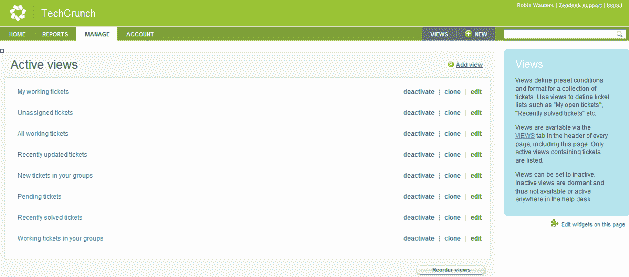 Robin Wauters | Zendesk support | logout
TechCrunch
HOME REPORTS MANAGE ACCOUNT VIEWS NEW
Active views
Add view
My working tickets deactivate | clone | edit
Unassigned tickets deactivate | clone | edit
All working tickets deactivate | clone | edit
Recently updated tickets deactivate | clone | edit
New tickets in your groups deactivate | clone | edit
Pending tickets deactivate | clone | edit
Recently solved tickets deactivate | clone | edit
Working tickets in your groups deactivate | clone | edit
Reorder views
Views
Views define preset conditions
and format for a collection of
tickets. Use views to define ticket
lists such as "My open tickets",
"Recently solved tickets" etc.
Views are available via the
VIEWS tab in the header of every
page, including this page. Only
active views containing tickets
are listed.
Views can be set to inactive.
Inactive views are dormant and
thus not available or active
anywhere in the help desk.
Edit widgets on this page